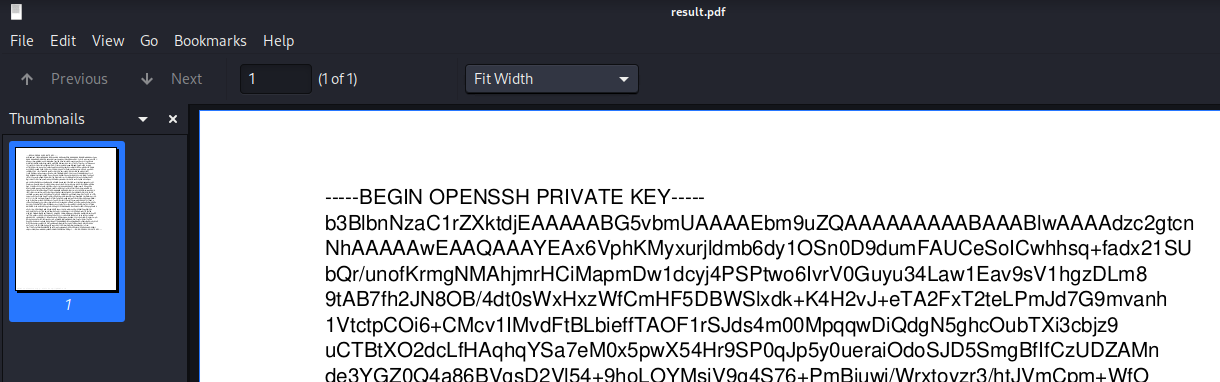 result.pdf
File Edit View Go Bookmarks Help
Previous Next 1 (1 of 1) Fit Width
Thumbnails
1
-----BEGIN OPENSSH PRIVATE KEY-----
b3BlbnNzaC1rZXktdjEAAAAABG5vbmUAAAAEbm9uZQAAAAAAAAABAAABlwAAAAdzc2gtcn
NhAAAAAwEAAQAAAYEAx6VphKMyxurjldmb6dy1OSn0D9dumFAUCeSoICwhhsq+fadx21SU
bQr/unofKrmgNMAhjmrHCiMapmDw1dcyj4PSPtwo6IvrV0Guyu34Law1Eav9sV1hgzDLm8
9tAB7fh2JN8OB/4dt0sWxHxzWfCmHF5DBWSlxdk+K4H2vJ+eTA2FxT2teLPmJd7G9mvanh
1VtctpCOi6+CMcv1IMvdFtBLbieffTAOF1rSJds4m00MpqqwDiQdgN5ghcOubTXi3cbjz9
uCTBtXO2dcLfHAqhqYSa7eM0x5pwX54Hr9SP0qJp5y0ueraiOdoSJD5SmgBfIfCzUDZAMn